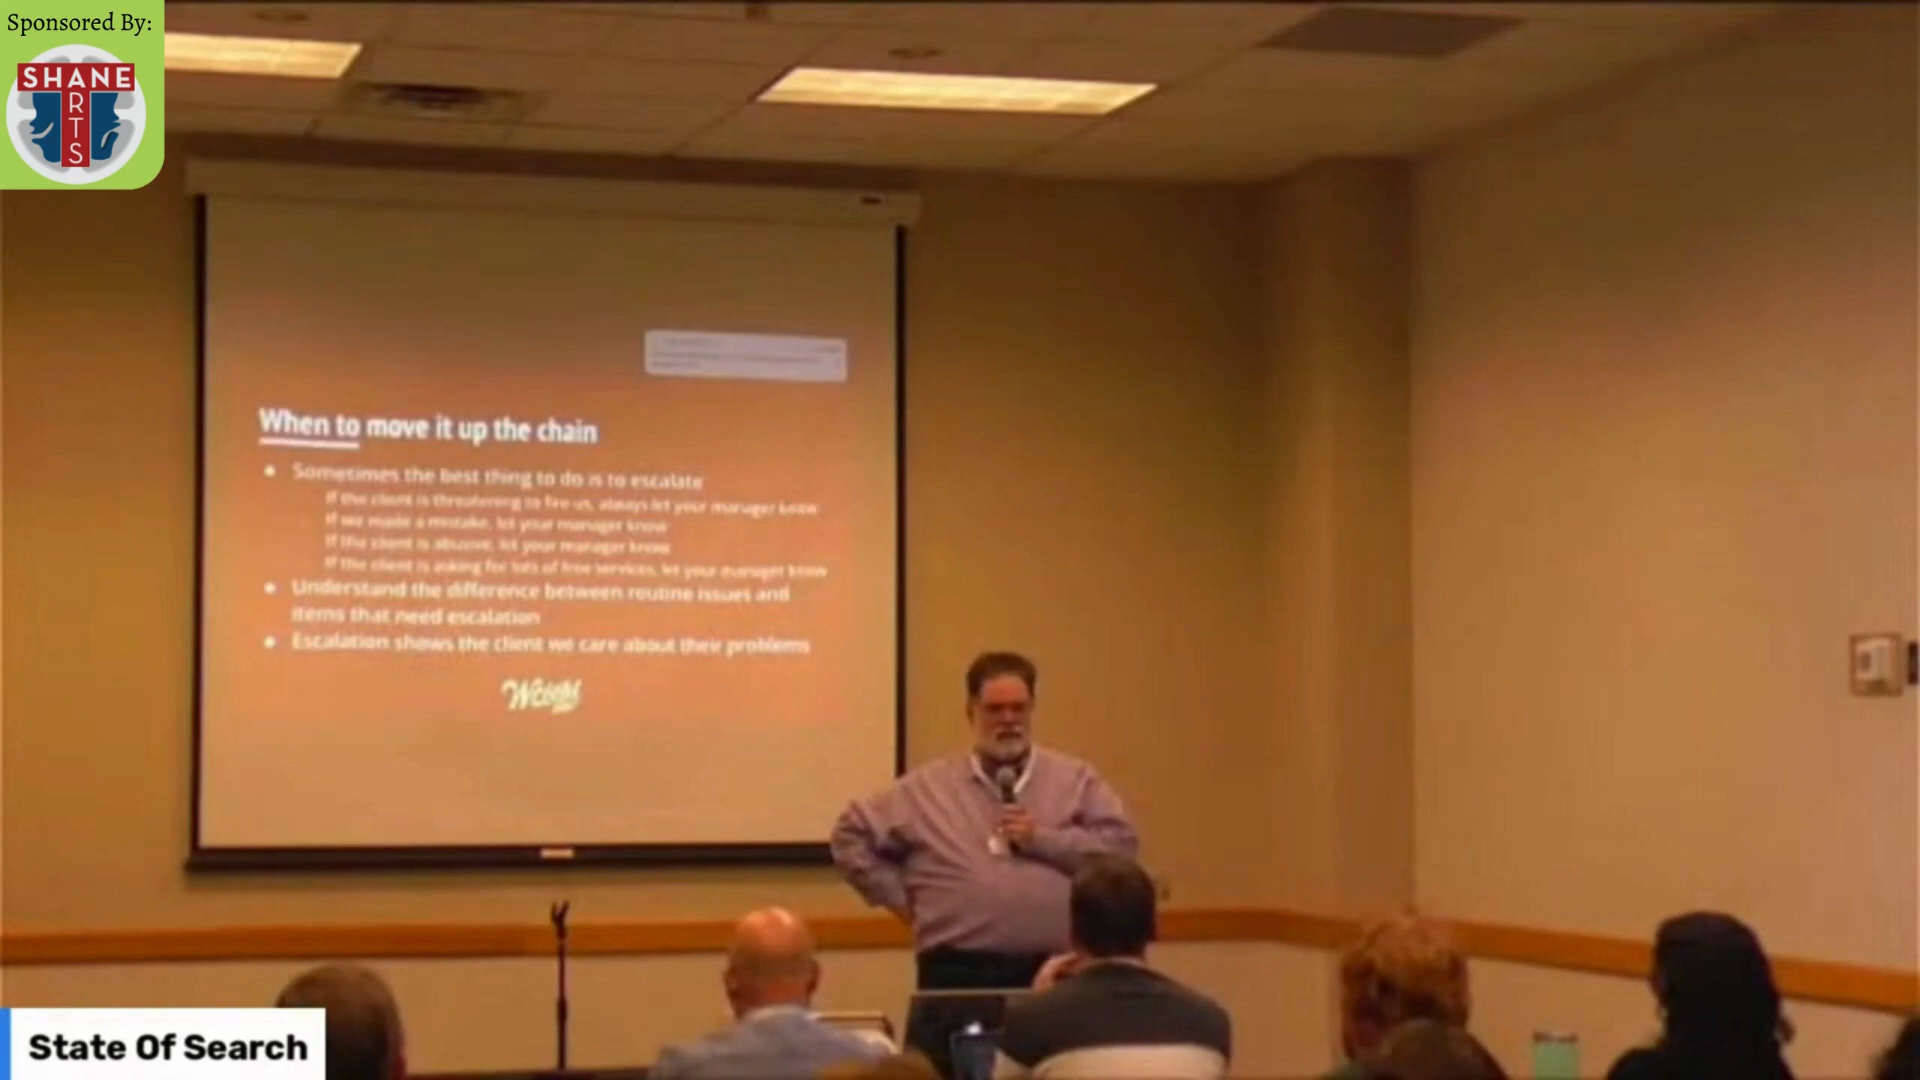 Sponsored By:
SHANE
ARTS
When to move it up the chain
Sometimes the best thing to do is to escalate
If the client is threatening to fire us, always let your manager know
If we made a mistake, let your manager know
If the client is abusive, let your manager know
If the client is asking for lots of free services, let your manager know
Understand the difference between routine issues and
items that need escalation
Escalation shows the client we care about their problems
State Of Search